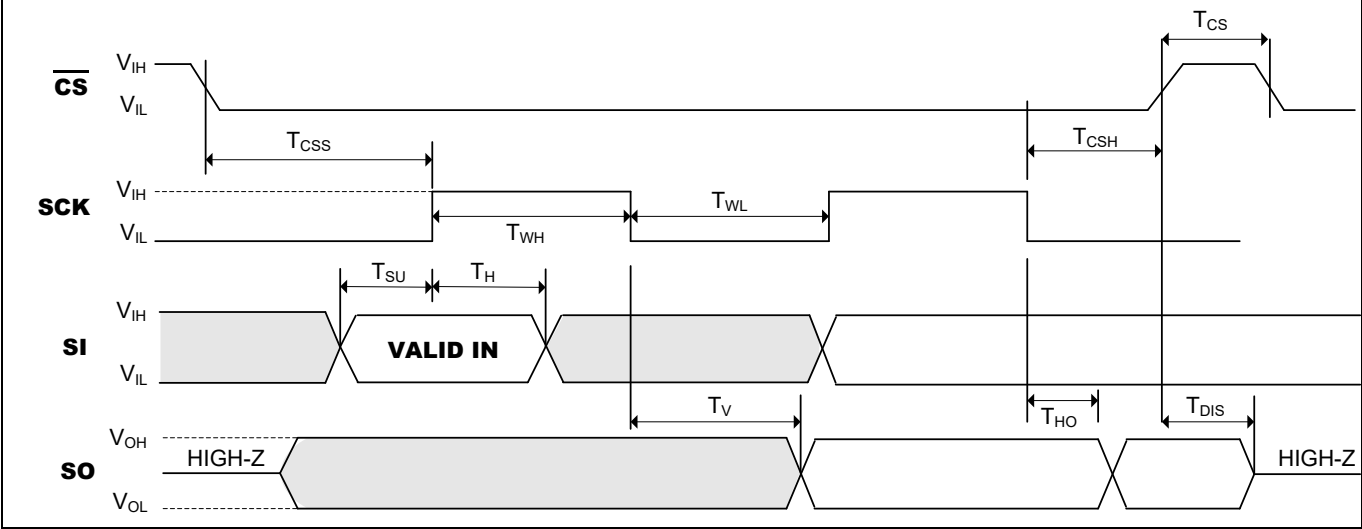 T_CS
V_IH
CS
V_IL
T_CSS
T_CSH
V_IH
SCK
T_WL
V_IL
T_WH
T_SU
T_H
V_IH
SI
VALID IN
V_IL
T_V
T_HO
T_DIS
V_OH
SO
HIGH-Z
HIGH-Z
V_OL